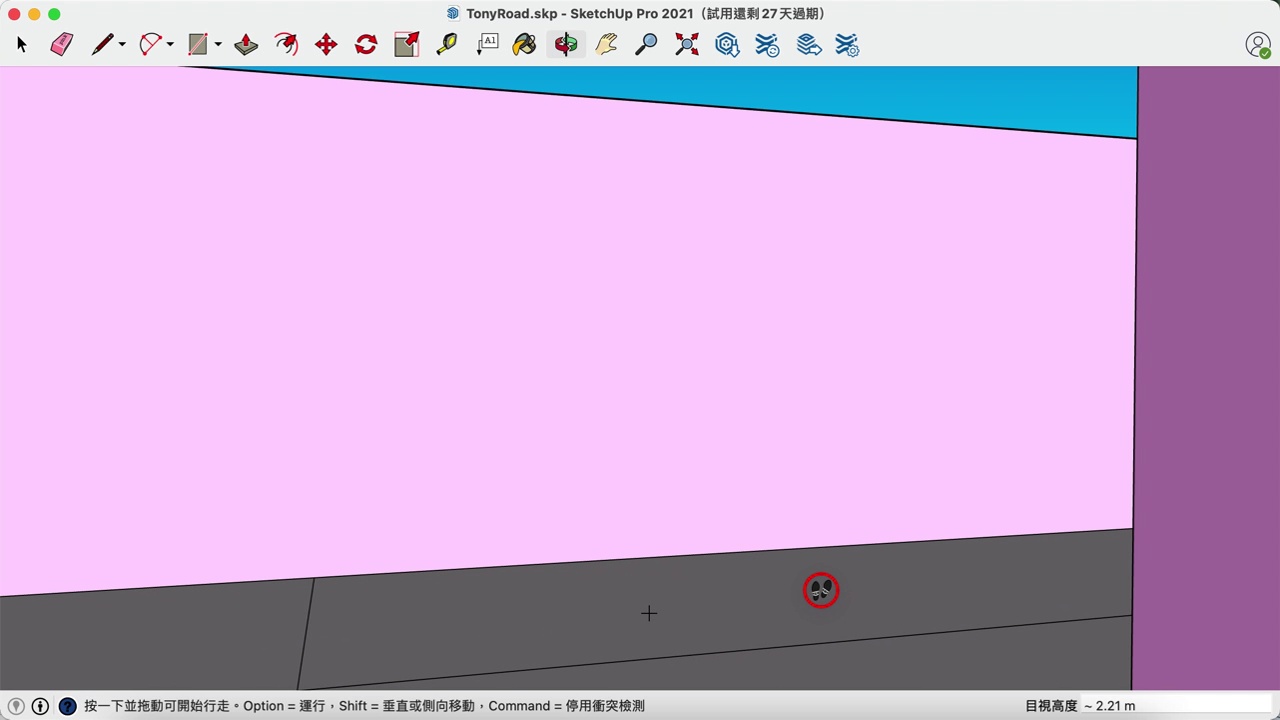 TonyRoad.skp - SketchUp Pro 2021（試用還剩 27 天過期）
A1
按一下並拖動可開始行走。Option = 運行，Shift = 垂直或側向移動，Command = 停用衝突檢測
目視高度 ~ 2.21 m